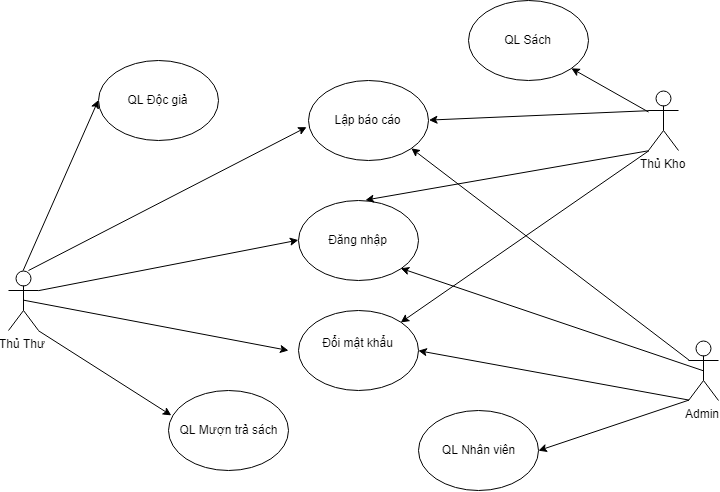 QL Sách
QL Độc giả
Lập báo cáo
Thủ Kho
Đăng nhập
Thủ Thư
Đổi mật khẩu
Admin
QL Mượn trả sách
QL Nhân viên